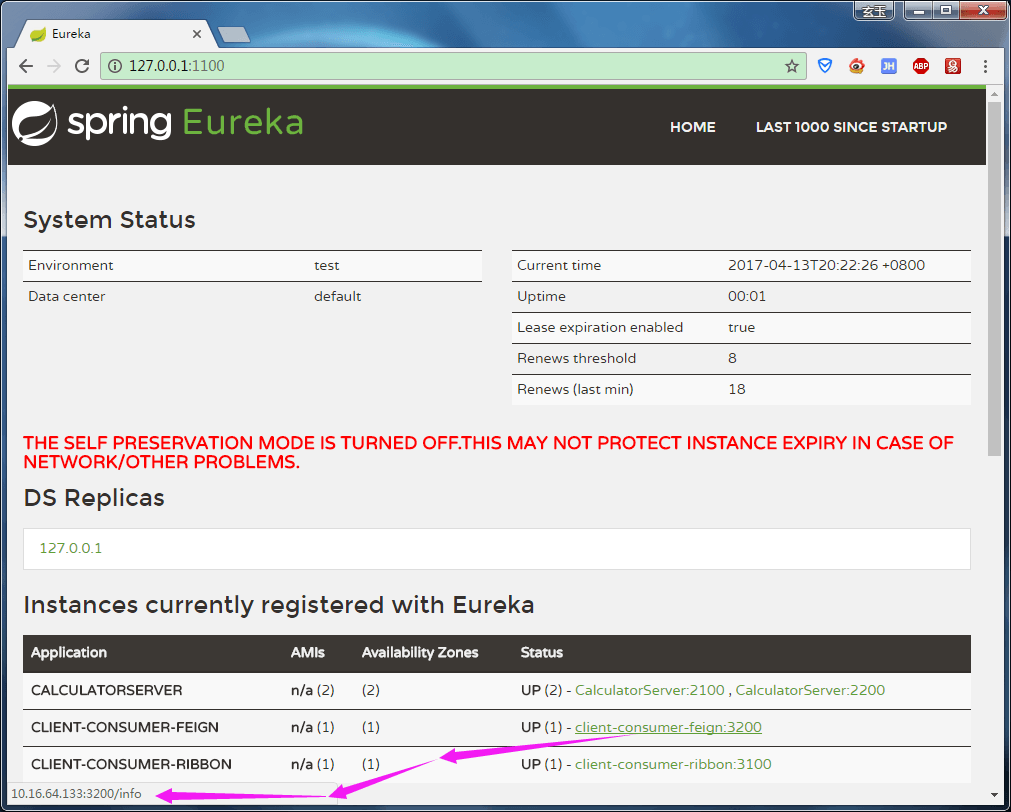 玄玉
Eureka
127.0.0.1:1100
JH
ABP
spring Eureka
HOME LAST 1000 SINCE STARTUP
System Status
Environment test
Data center default
Current time 2017-04-13T20:22:26 +0800
Uptime 00:01
Lease expiration enabled true
Renews threshold 8
Renews (last min) 18
THE SELF PRESERVATION MODE IS TURNED OFF.THIS MAY NOT PROTECT INSTANCE EXPIRY IN CASE OF
NETWORK/OTHER PROBLEMS.
DS Replicas
127.0.0.1
Instances currently registered with Eureka
Application AMIs Availability Zones Status
CALCULATORSERVER n/a (2) (2) UP (2) - CalculatorServer:2100 , CalculatorServer:2200
CLIENT-CONSUMER-FEIGN n/a (1) (1) UP (1) - client-consumer-feign:3200
CLIENT-CONSUMER-RIBBON n/a (1) (1) UP (1) - client-consumer-ribbon:3100
10.16.64.133:3200/info